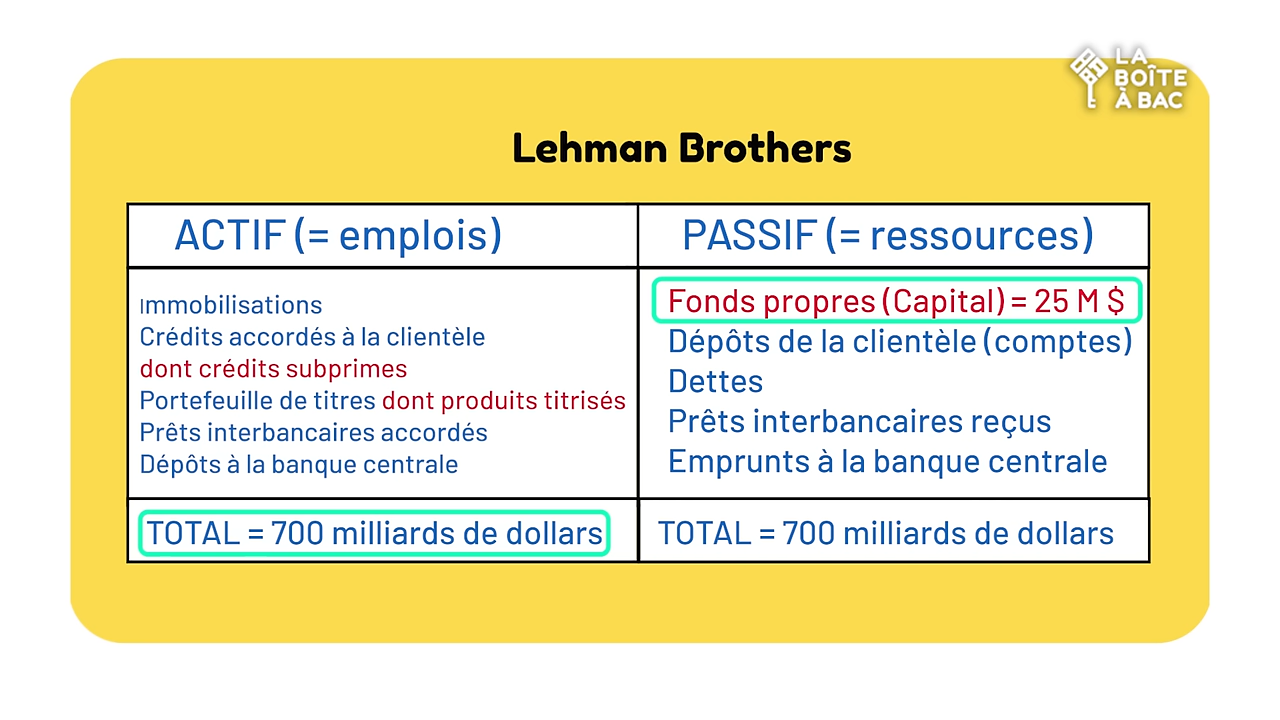 LA
BOÎTE
À BAC
Lehman Brothers
ACTIF (= emplois)
PASSIF (= ressources)
Immobilisations
Crédits accordés à la clientèle
dont crédits subprimes
Portefeuille de titres dont produits titrisés
Prêts interbancaires accordés
Dépôts à la banque centrale
Fonds propres (Capital) = 25 M $
Dépôts de la clientèle (comptes)
Dettes
Prêts interbancaires reçus
Emprunts à la banque centrale
TOTAL = 700 milliards de dollars
TOTAL = 700 milliards de dollars